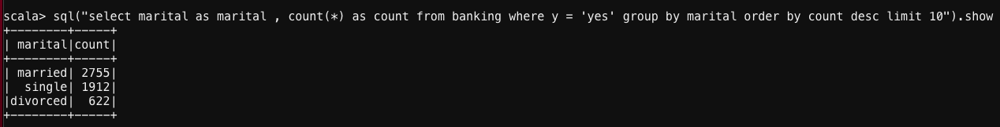 scala> sql("select marital as marital , count(*) as count from banking where y = 'yes' group by marital order by count desc limit 10").show
+--------+-----+
| marital|count|
+--------+-----+
| married| 2755|
|  single| 1912|
|divorced|  622|
+--------+-----+